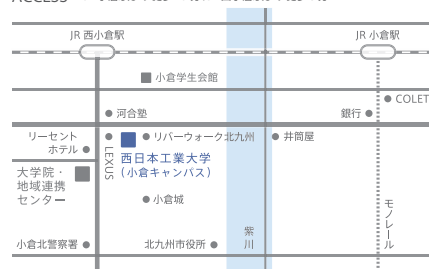 ACCESS
JR 西小倉駅
JR 小倉駅
小倉学生会館
COLET
河合塾
銀行
リーセント
ホテル
LEXUS
リバーウォーク北九州
井筒屋
西日本工業大学
（小倉キャンパス）
大学院・
地域連携
センター
小倉城
モノレール
紫川
小倉北警察署
北九州市役所